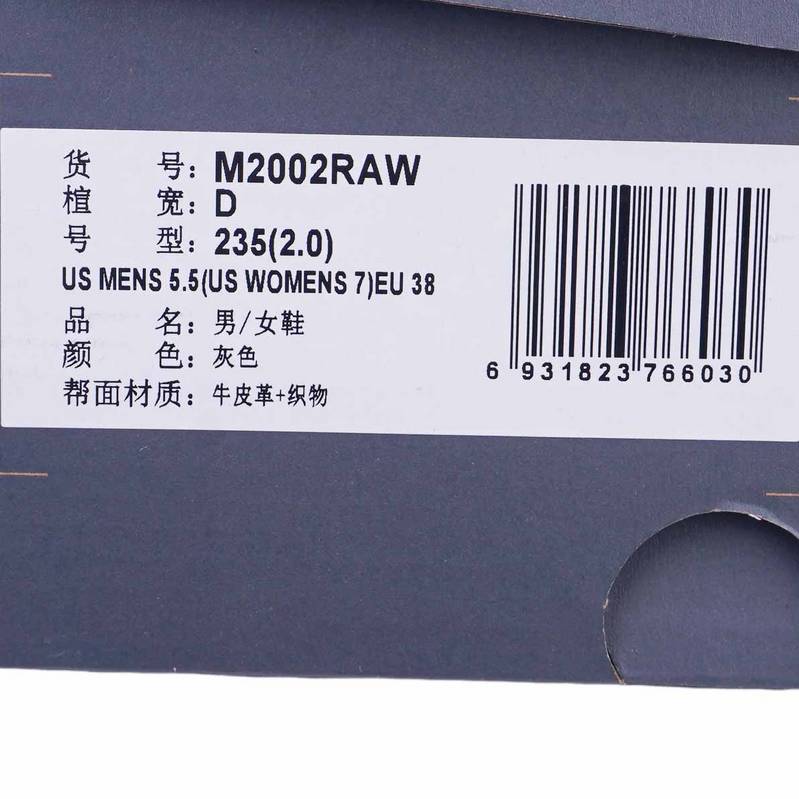 货 号：M2002RAW
楦 宽：D
号 型：235(2.0)
US MENS 5.5(US WOMENS 7)EU 38
品 名：男/女鞋
颜 色：灰色
帮面材质：牛皮革+织物
6 931823 766030